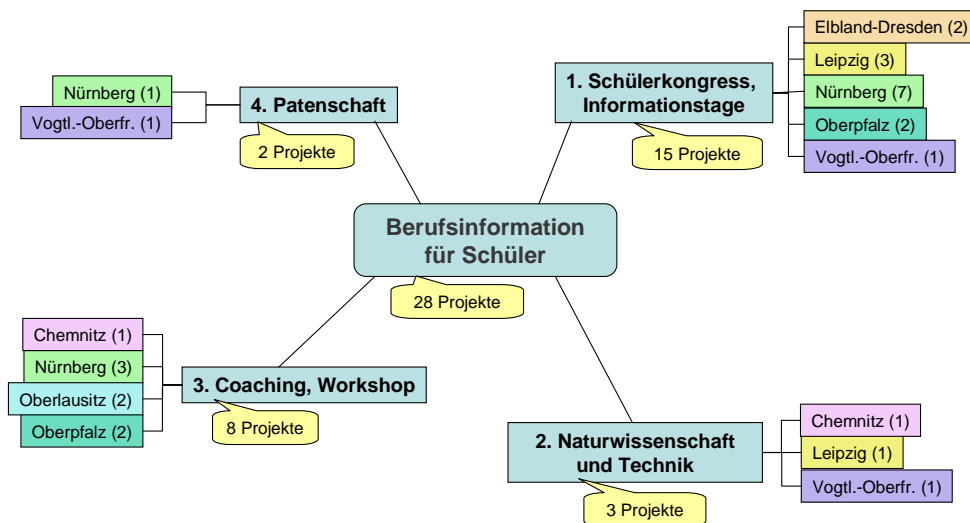 Berufsinformation
für Schüler
28 Projekte
1. Schülerkongress,
Informationstage
15 Projekte
Elbland-Dresden (2)
Leipzig (3)
Nürnberg (7)
Oberpfalz (2)
Vogtl.-Oberfr. (1)
2. Naturwissenschaft
und Technik
3 Projekte
Chemnitz (1)
Leipzig (1)
Vogtl.-Oberfr. (1)
3. Coaching, Workshop
8 Projekte
Chemnitz (1)
Nürnberg (3)
Oberlausitz (2)
Oberpfalz (2)
4. Patenschaft
2 Projekte
Nürnberg (1)
Vogtl.-Oberfr. (1)